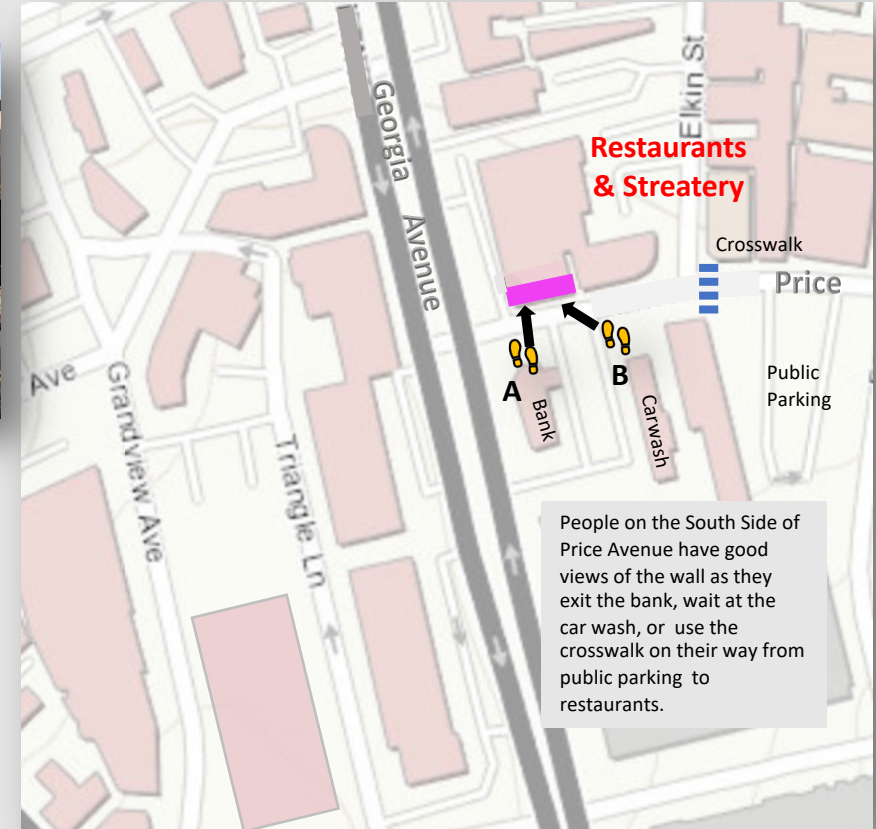 Georgia
Avenue
Elkin St
Restaurants
& Streatery
Crosswalk
Price
Ave
Grandview Ave
Triangle Ln
A
Bank
B
Carwash
Public
Parking
People on the South Side of
Price Avenue have good
views of the wall as they
exit the bank, wait at the
car wash, or use the
crosswalk on their way from
public parking to
restaurants.